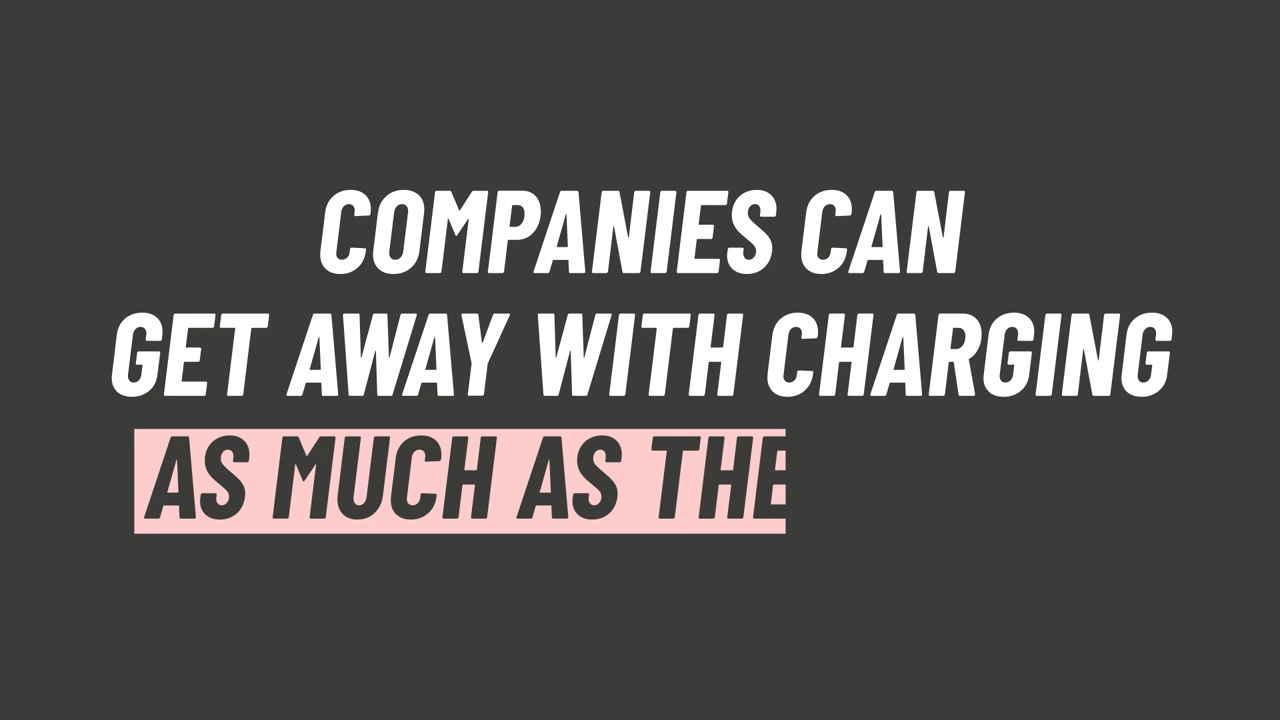 COMPANIES CAN
GET AWAY WITH CHARGING
AS MUCH AS THE